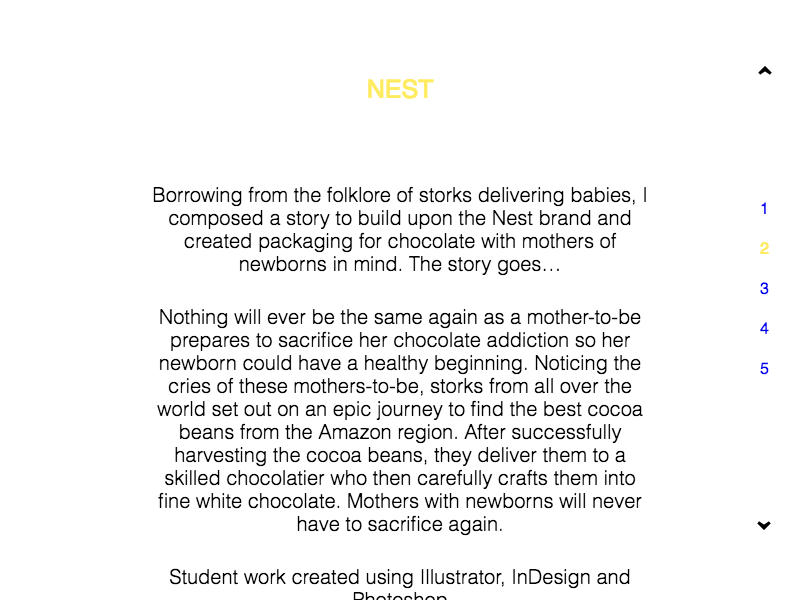 NEST
Borrowing from the folklore of storks delivering babies, I
composed a story to build upon the Nest brand and
created packaging for chocolate with mothers of
newborns in mind. The story goes…
Nothing will ever be the same again as a mother-to-be
prepares to sacrifice her chocolate addiction so her
newborn could have a healthy beginning. Noticing the
cries of these mothers-to-be, storks from all over the
world set out on an epic journey to find the best cocoa
beans from the Amazon region. After successfully
harvesting the cocoa beans, they deliver them to a
skilled chocolatier who then carefully crafts them into
fine white chocolate. Mothers with newborns will never
have to sacrifice again.
Student work created using Illustrator, InDesign and
Photoshop
1
2
3
4
5